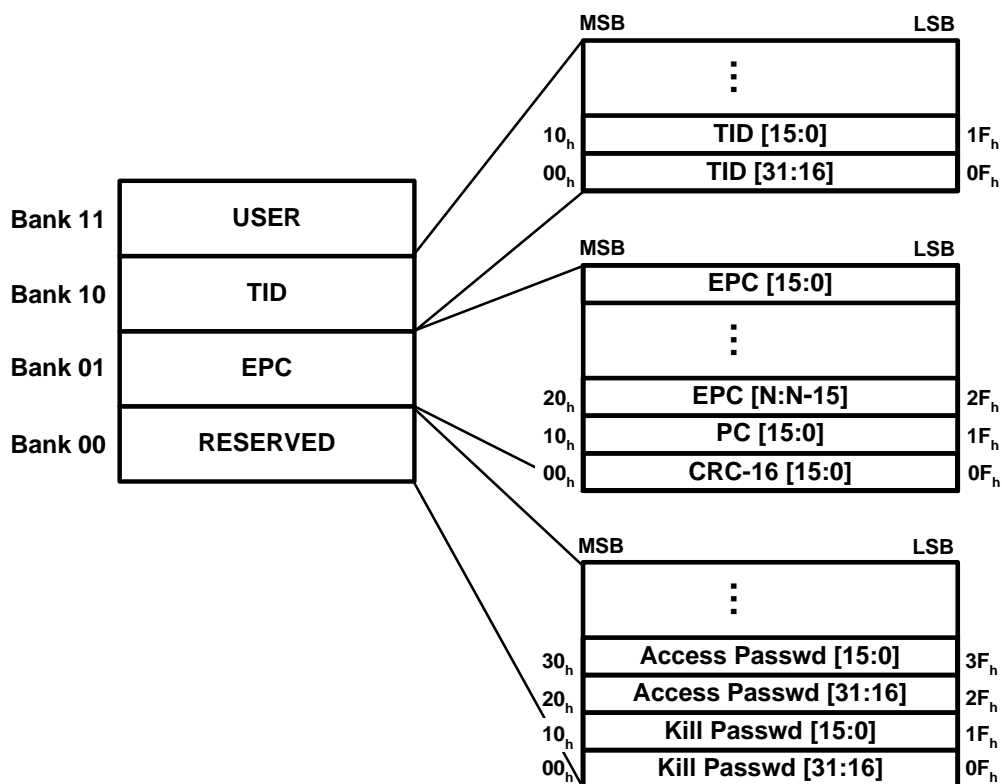 MSB LSB
⋮
10h TID [15:0] 1Fh
00h TID [31:16] 0Fh
Bank 11 USER
Bank 10 TID
Bank 01 EPC
Bank 00 RESERVED
MSB LSB
EPC [15:0]
⋮
20h EPC [N:N-15] 2Fh
10h PC [15:0] 1Fh
00h CRC-16 [15:0] 0Fh
MSB LSB
⋮
30h Access Passwd [15:0] 3Fh
20h Access Passwd [31:16] 2Fh
10h Kill Passwd [15:0] 1Fh
00h Kill Passwd [31:16] 0Fh